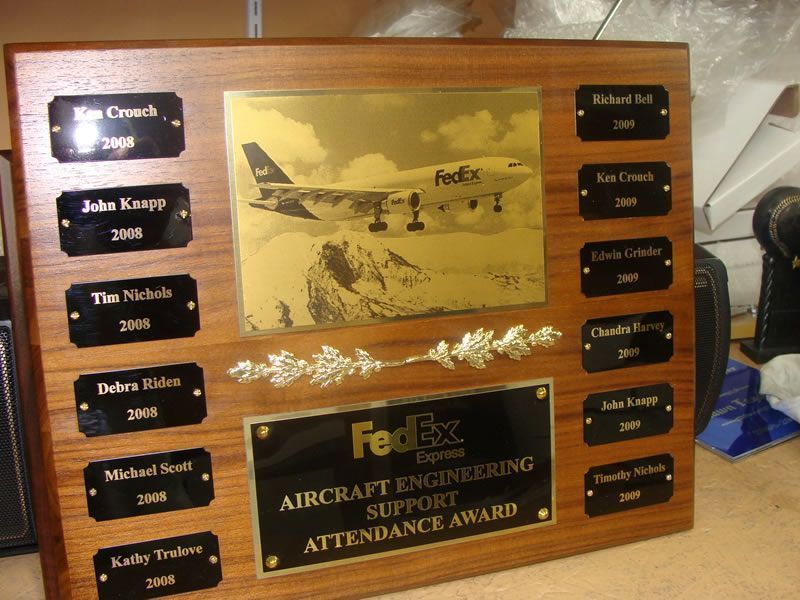 Ken Crouch
2008
John Knapp
2008
Tim Nichols
2008
Debra Riden
2008
Michael Scott
2008
Kathy Trulove
2008
FedEx
FedEx
FedEx
FedEx
Express
AIRCRAFT ENGINEERING
SUPPORT
ATTENDANCE AWARD
Richard Bell
2009
Ken Crouch
2009
Edwin Grinder
2009
Chandra Harvey
2009
John Knapp
2009
Timothy Nichols
2009